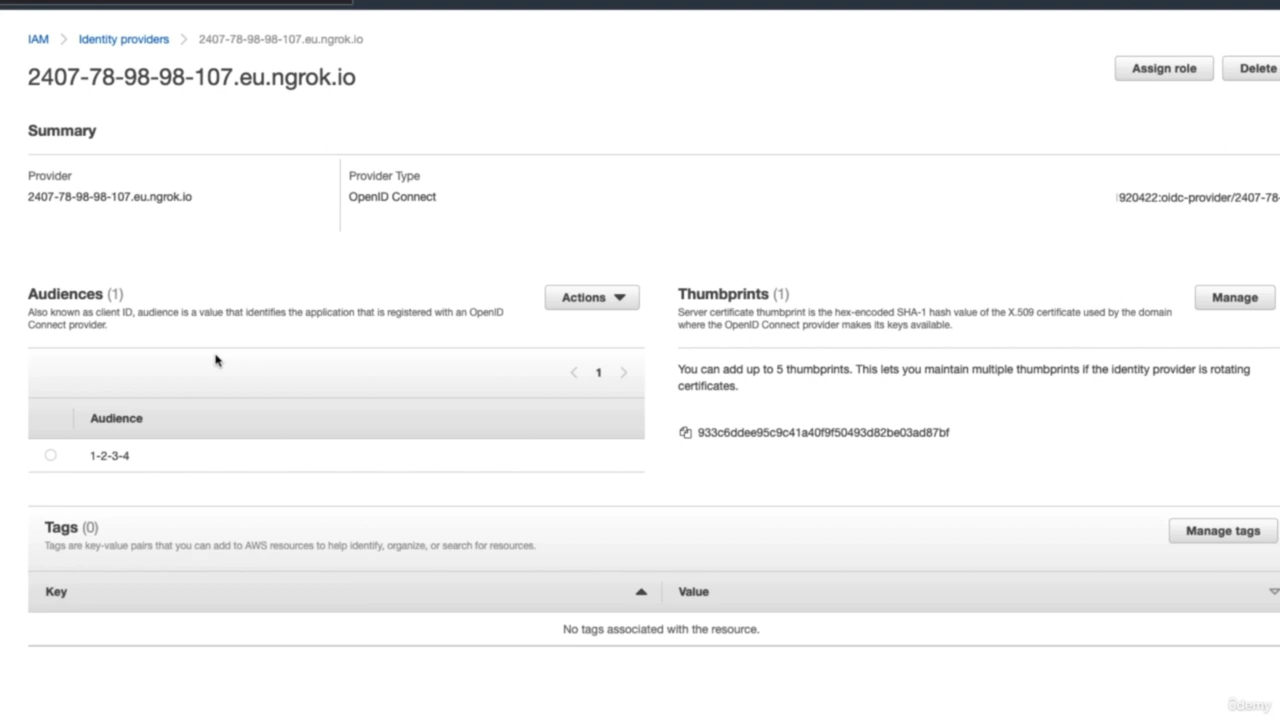 IAM > Identity providers > 2407-78-98-98-107.eu.ngrok.io
2407-78-98-98-107.eu.ngrok.io
Assign role
Delete
Summary
Provider
2407-78-98-98-107.eu.ngrok.io
Provider Type
OpenID Connect
920422:oidc-provider/2407-78-
Audiences (1)
Also known as client ID, audience is a value that identifies the application that is registered with an OpenID
Connect provider.
Actions
1
Audience
1-2-3-4
Thumbprints (1)
Server certificate thumbprint is the hex-encoded SHA-1 hash value of the X.509 certificate used by the domain
where the OpenID Connect provider makes its keys available.
Manage
You can add up to 5 thumbprints. This lets you maintain multiple thumbprints if the identity provider is rotating
certificates.
933c6ddee95c9c41a40f9f50493d82be03ad87bf
Tags (0)
Tags are key-value pairs that you can add to AWS resources to help identify, organize, or search for resources.
Manage tags
Key
Value
No tags associated with the resource.
ûdemy